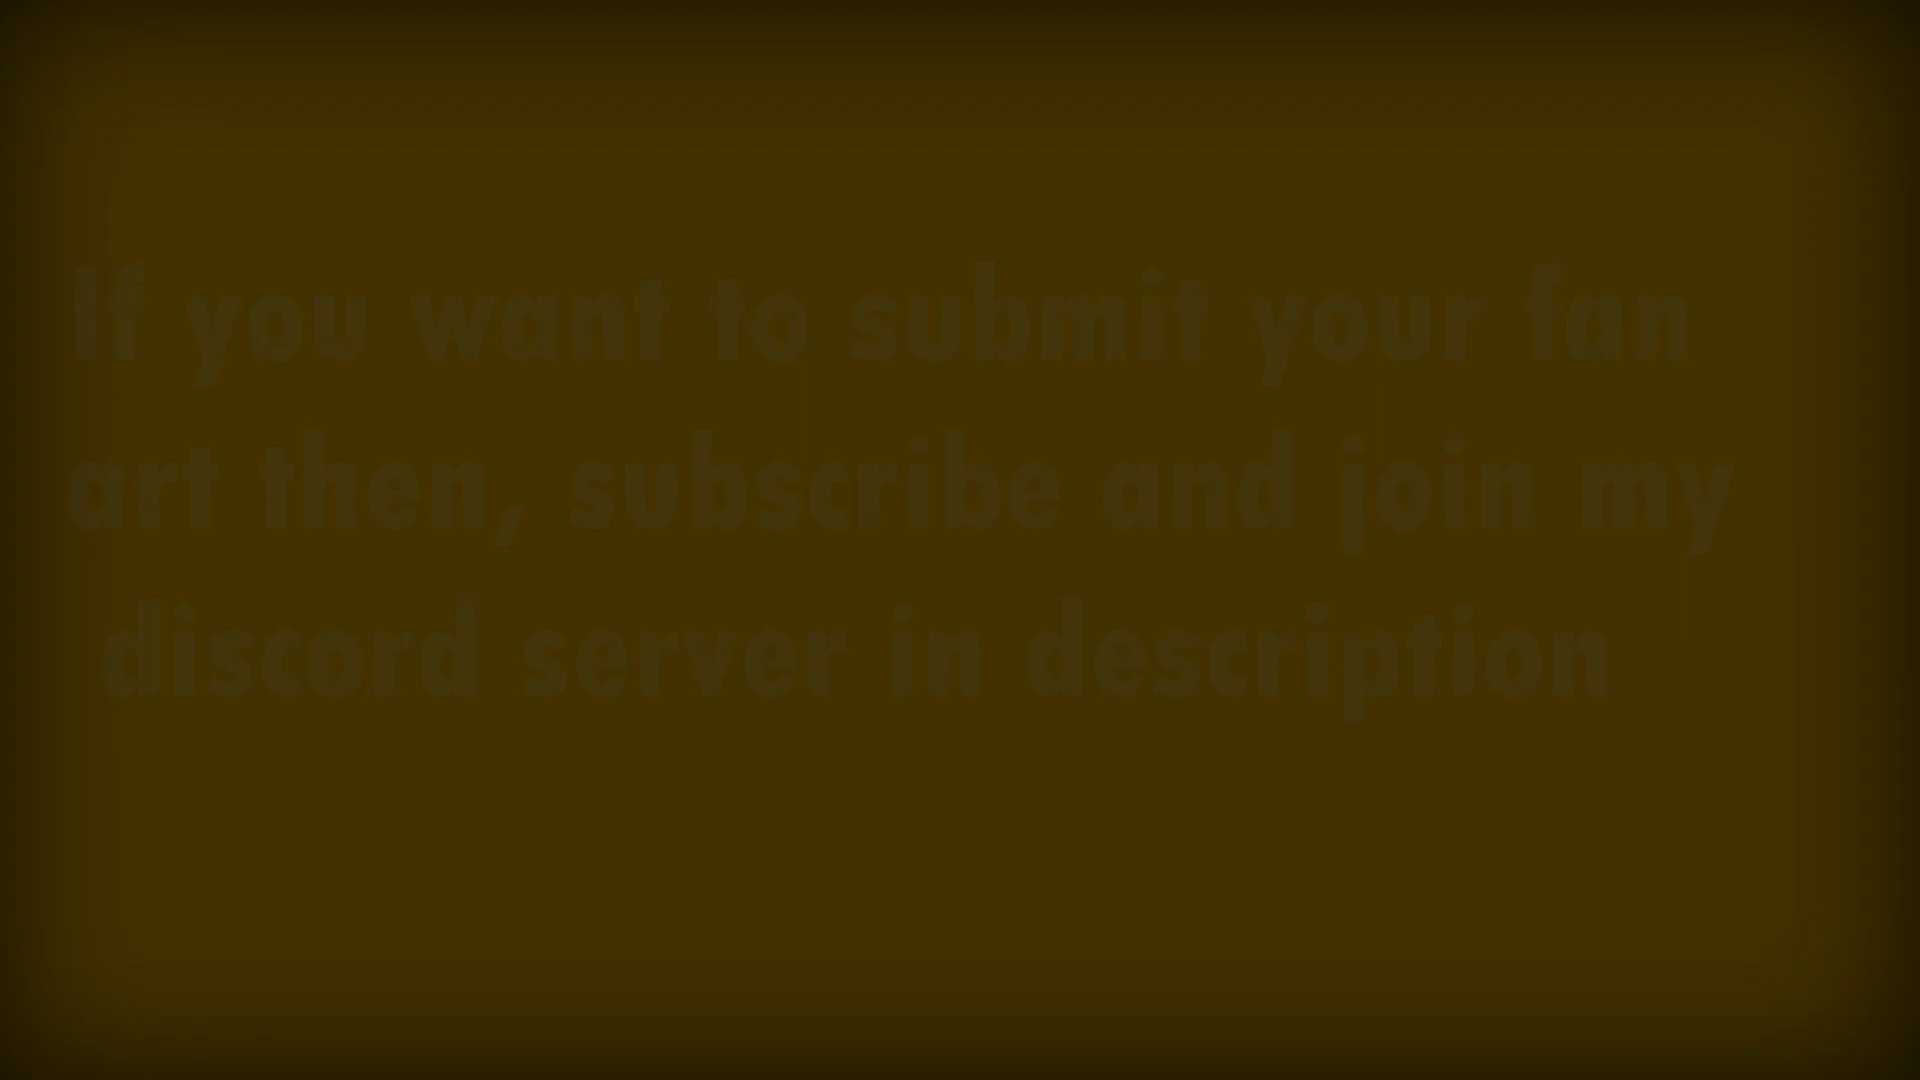 If you want to submit your fan
art then, subscribe and join my
discord server in description